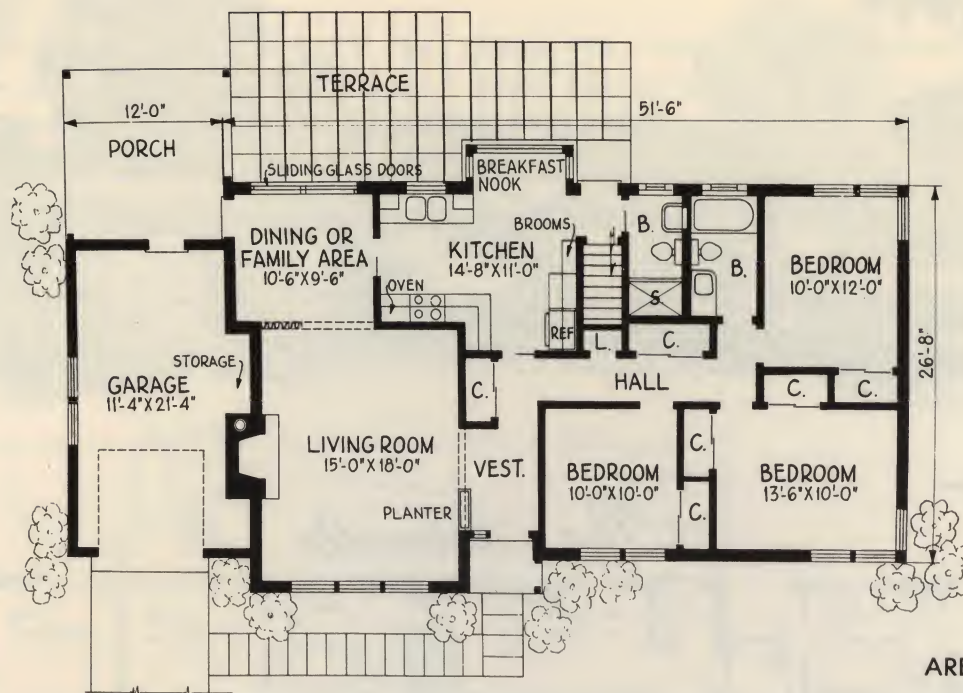 TERRACE
12'-0"
51'-6"
PORCH
SLIDING GLASS DOORS
BREAKFAST
NOOK
BROOMS
B.
DINING OR
FAMILY AREA
10'-6"X9'-6"
KITCHEN
14'-8"X11'-0"
B.
BEDROOM
10'-0"X12'-0"
OVEN
S
REF
L.
C.
26'-8"
STORAGE
GARAGE
11'-4"X21'-4"
C.
HALL
C.
C.
LIVING ROOM
15'-0"X18'-0"
VEST.
BEDROOM
10'-0"X10'-0"
C.
BEDROOM
13'-6"X10'-0"
C.
PLANTER
ARE